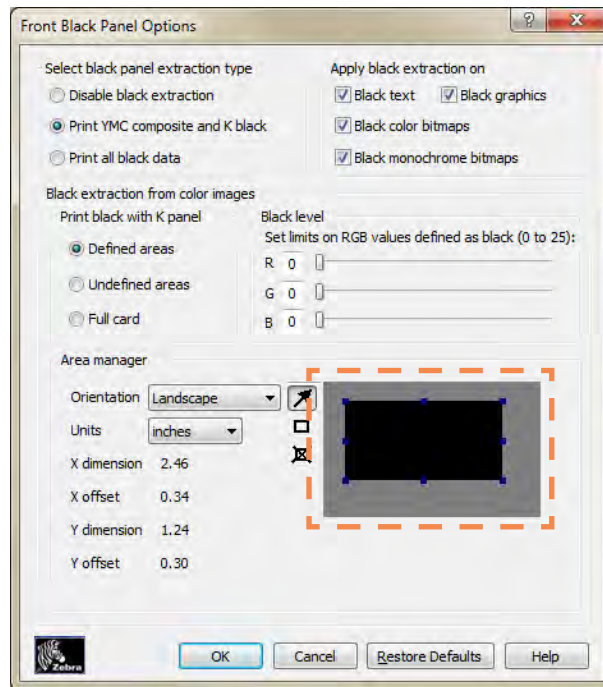 Front Black Panel Options
Select black panel extraction type
Disable black extraction
Print YMC composite and K black
Print all black data
Apply black extraction on
Black text Black graphics
Black color bitmaps
Black monochrome bitmaps
Black extraction from color images
Print black with K panel
Defined areas
Undefined areas
Full card
Black level
Set limits on RGB values defined as black (0 to 25):
R 0
G 0
B 0
Area manager
Orientation Landscape
Units inches
X dimension 2.46
X offset 0.34
Y dimension 1.24
Y offset 0.30
Zebra
OK Cancel Restore Defaults Help